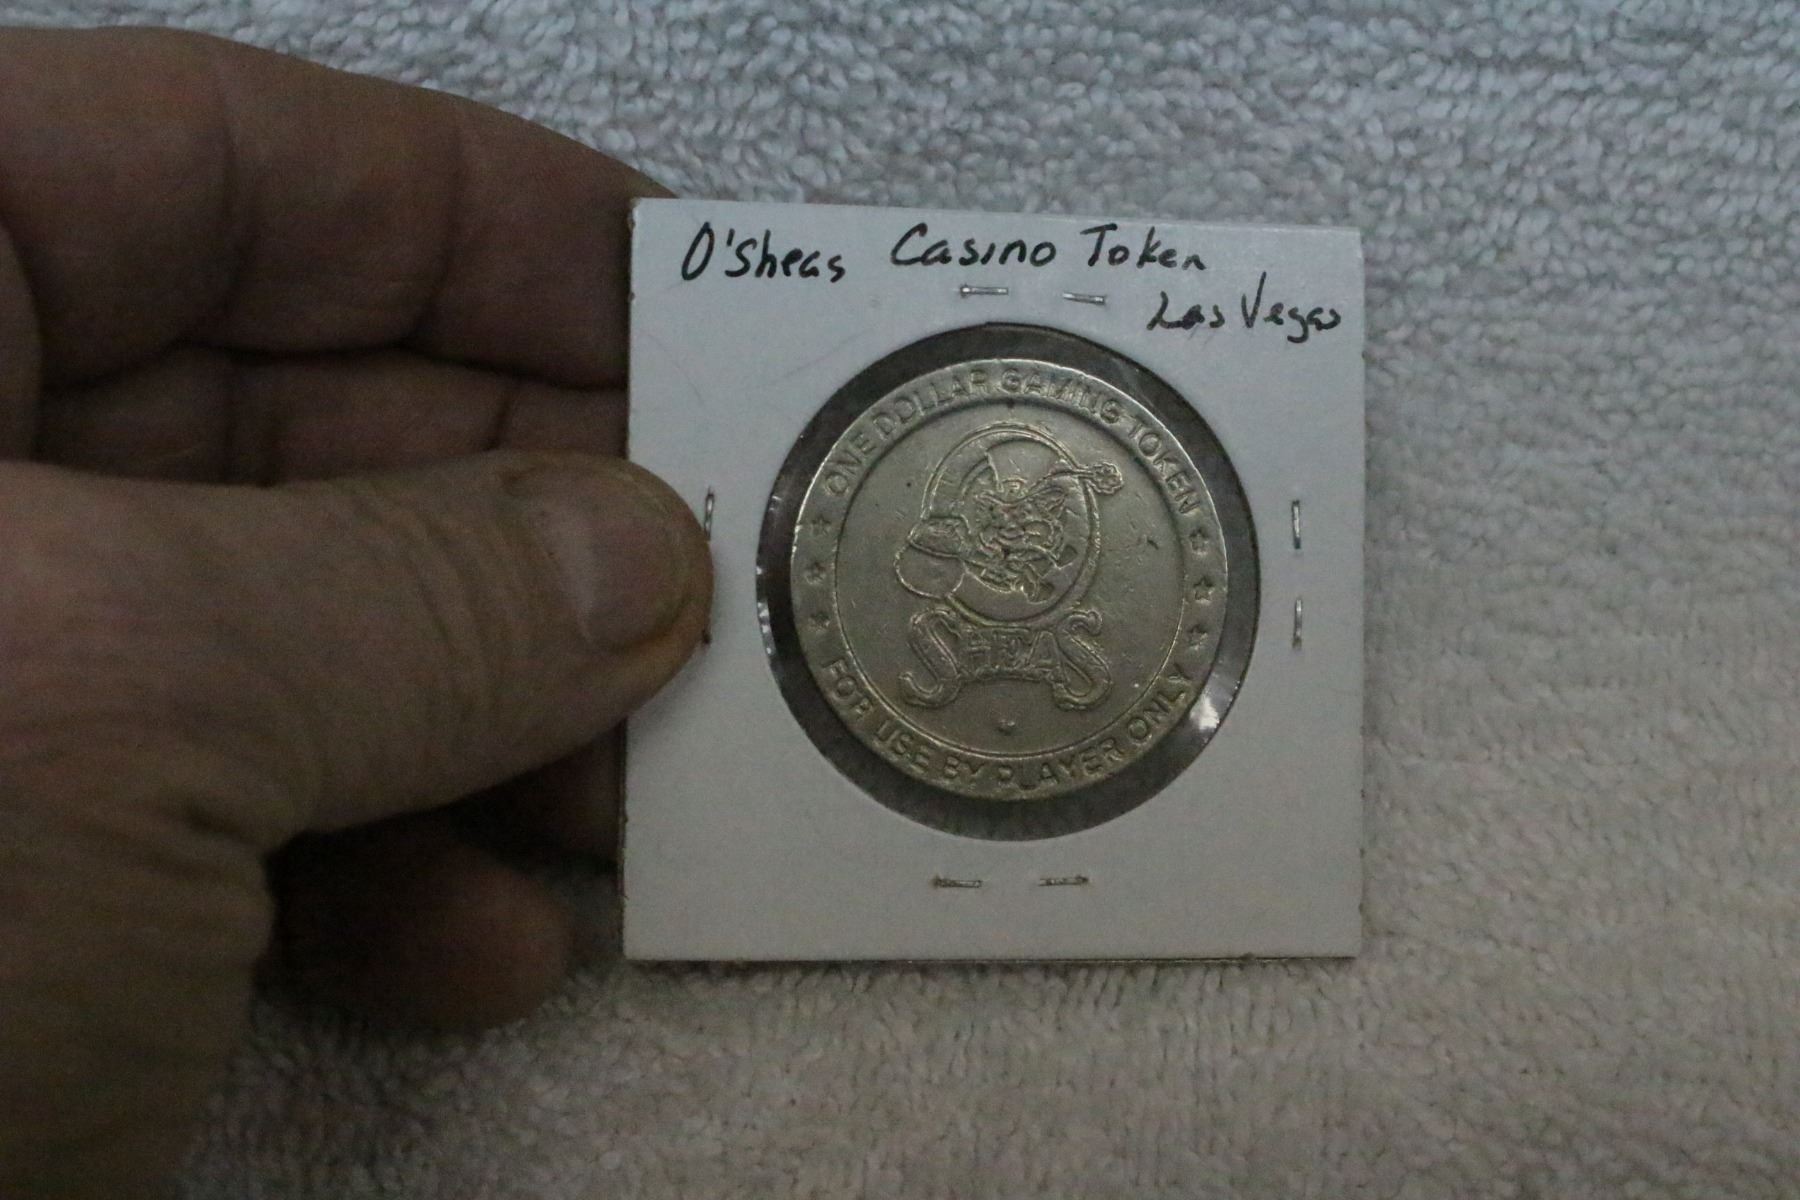 O'Sheas Casino Token
Las Vegas
ONE DOLLAR GAMING TOKEN
O'SHEAS
FOR USE BY PLAYER ONLY